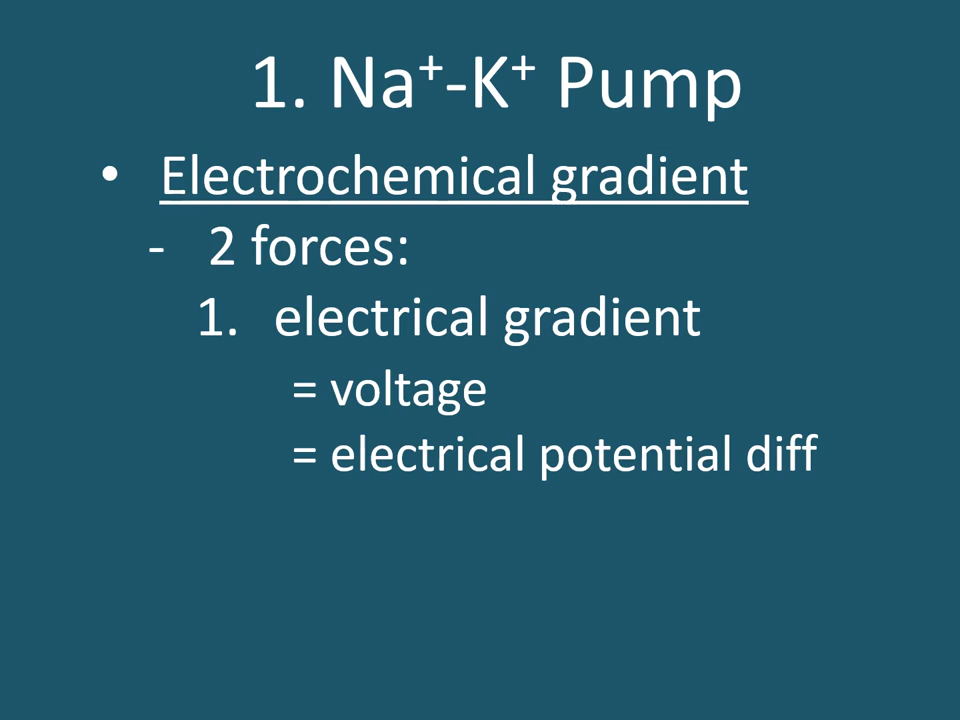 1. Na⁺-K⁺ Pump
• Electrochemical gradient
- 2 forces:
1. electrical gradient
= voltage
= electrical potential diff